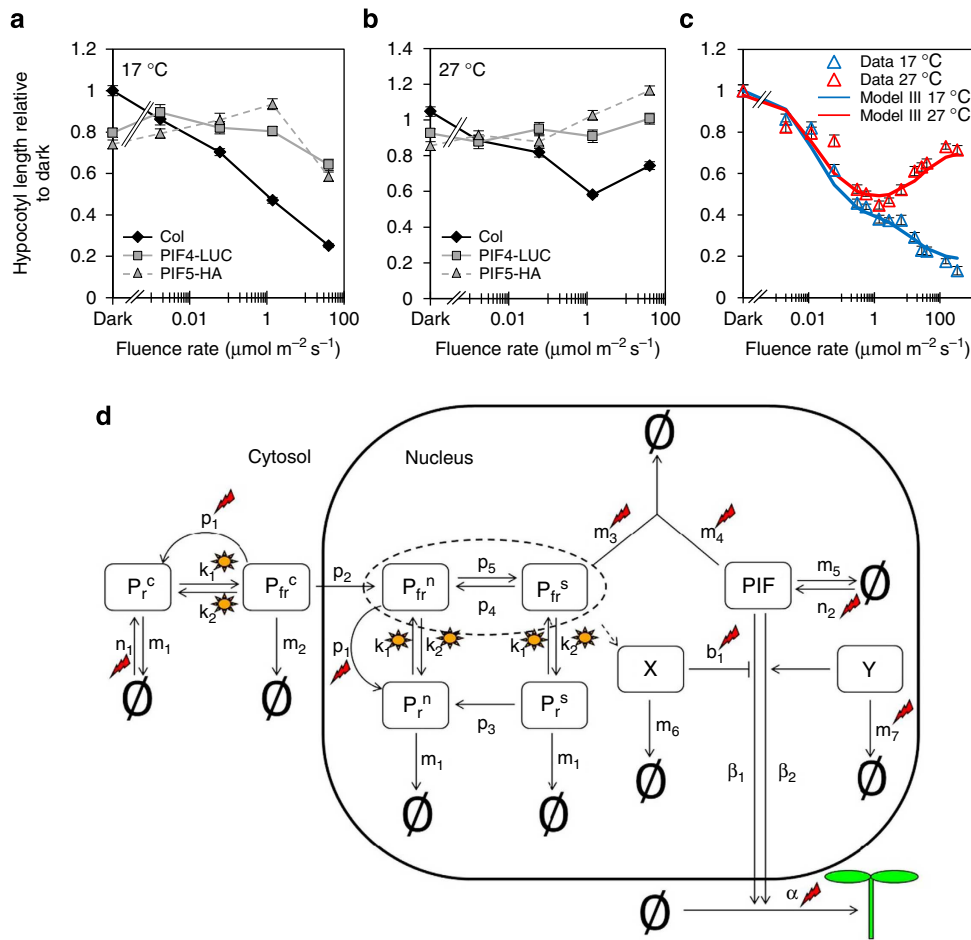 a
b
c
Hypocotyl length relative
to dark
1.2
1
0.8
0.6
0.4
0.2
0
17 °C
Col
PIF4-LUC
PIF5-HA
Dark
0.01
1
100
Fluence rate (μmol m⁻² s⁻¹)
1.4
1.2
1
0.8
0.6
0.4
0.2
0
27 °C
Col
PIF4-LUC
PIF5-HA
Dark
0.01
1
100
Fluence rate (μmol m⁻² s⁻¹)
1.2
1
0.8
0.6
0.4
0.2
0
Data 17 °C
Data 27 °C
Model III 17 °C
Model III 27 °C
Dark
0.01
1
100
Fluence rate (μmol m⁻² s⁻¹)
d
Cytosol
Nucleus
Ø
p₁
m₃
m₄
Pᵣᶜ
k₁
k₂
P_fr^c
p₂
P_fr^n
p₅
p₄
P_fr^s
PIF
m₅
n₂
Ø
n₁
m₁
m₂
p₁
k₁
k₂
k₁
k₂
X
b₁
Y
Ø
Ø
P_r^n
p₃
P_r^s
m₁
m₁
m₆
m₇
β₁
β₂
Ø
Ø
Ø
Ø
Ø
α